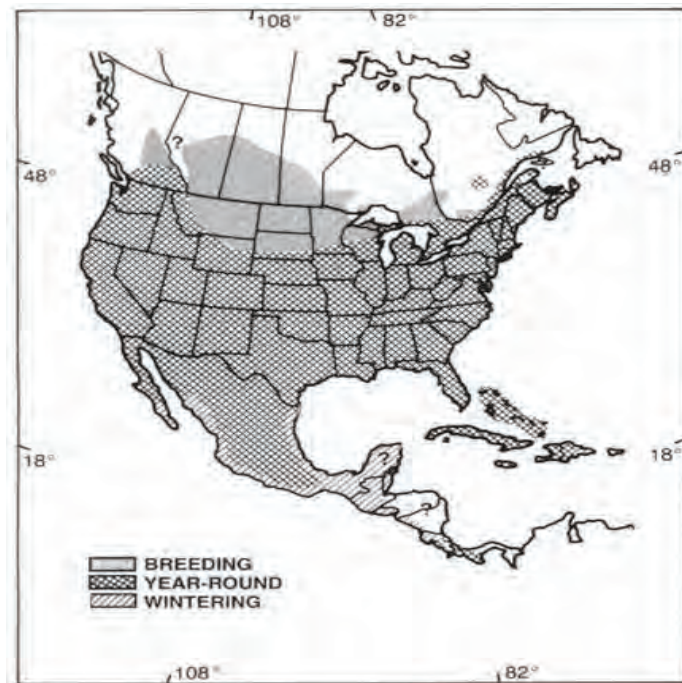 108° 82°
?
48° 48°
18° 18°
?
BREEDING
YEAR-ROUND
WINTERING
108° 82°